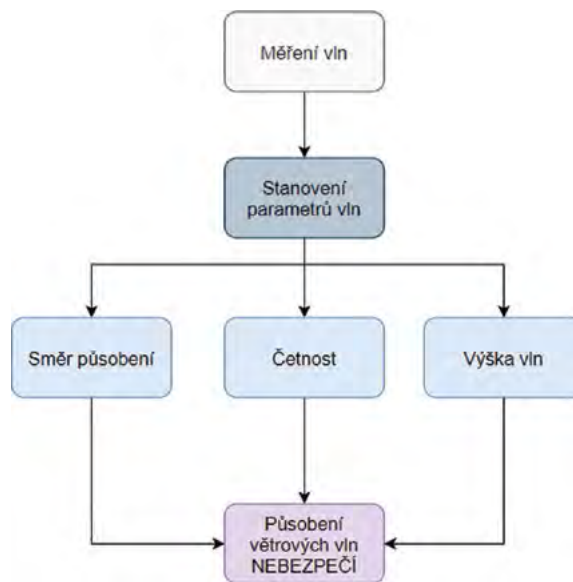 Měření vln
Stanovení
parametrů vln
Směr působení
Četnost
Výška vln
Působení
větrových vln
NEBEZPEČÍ